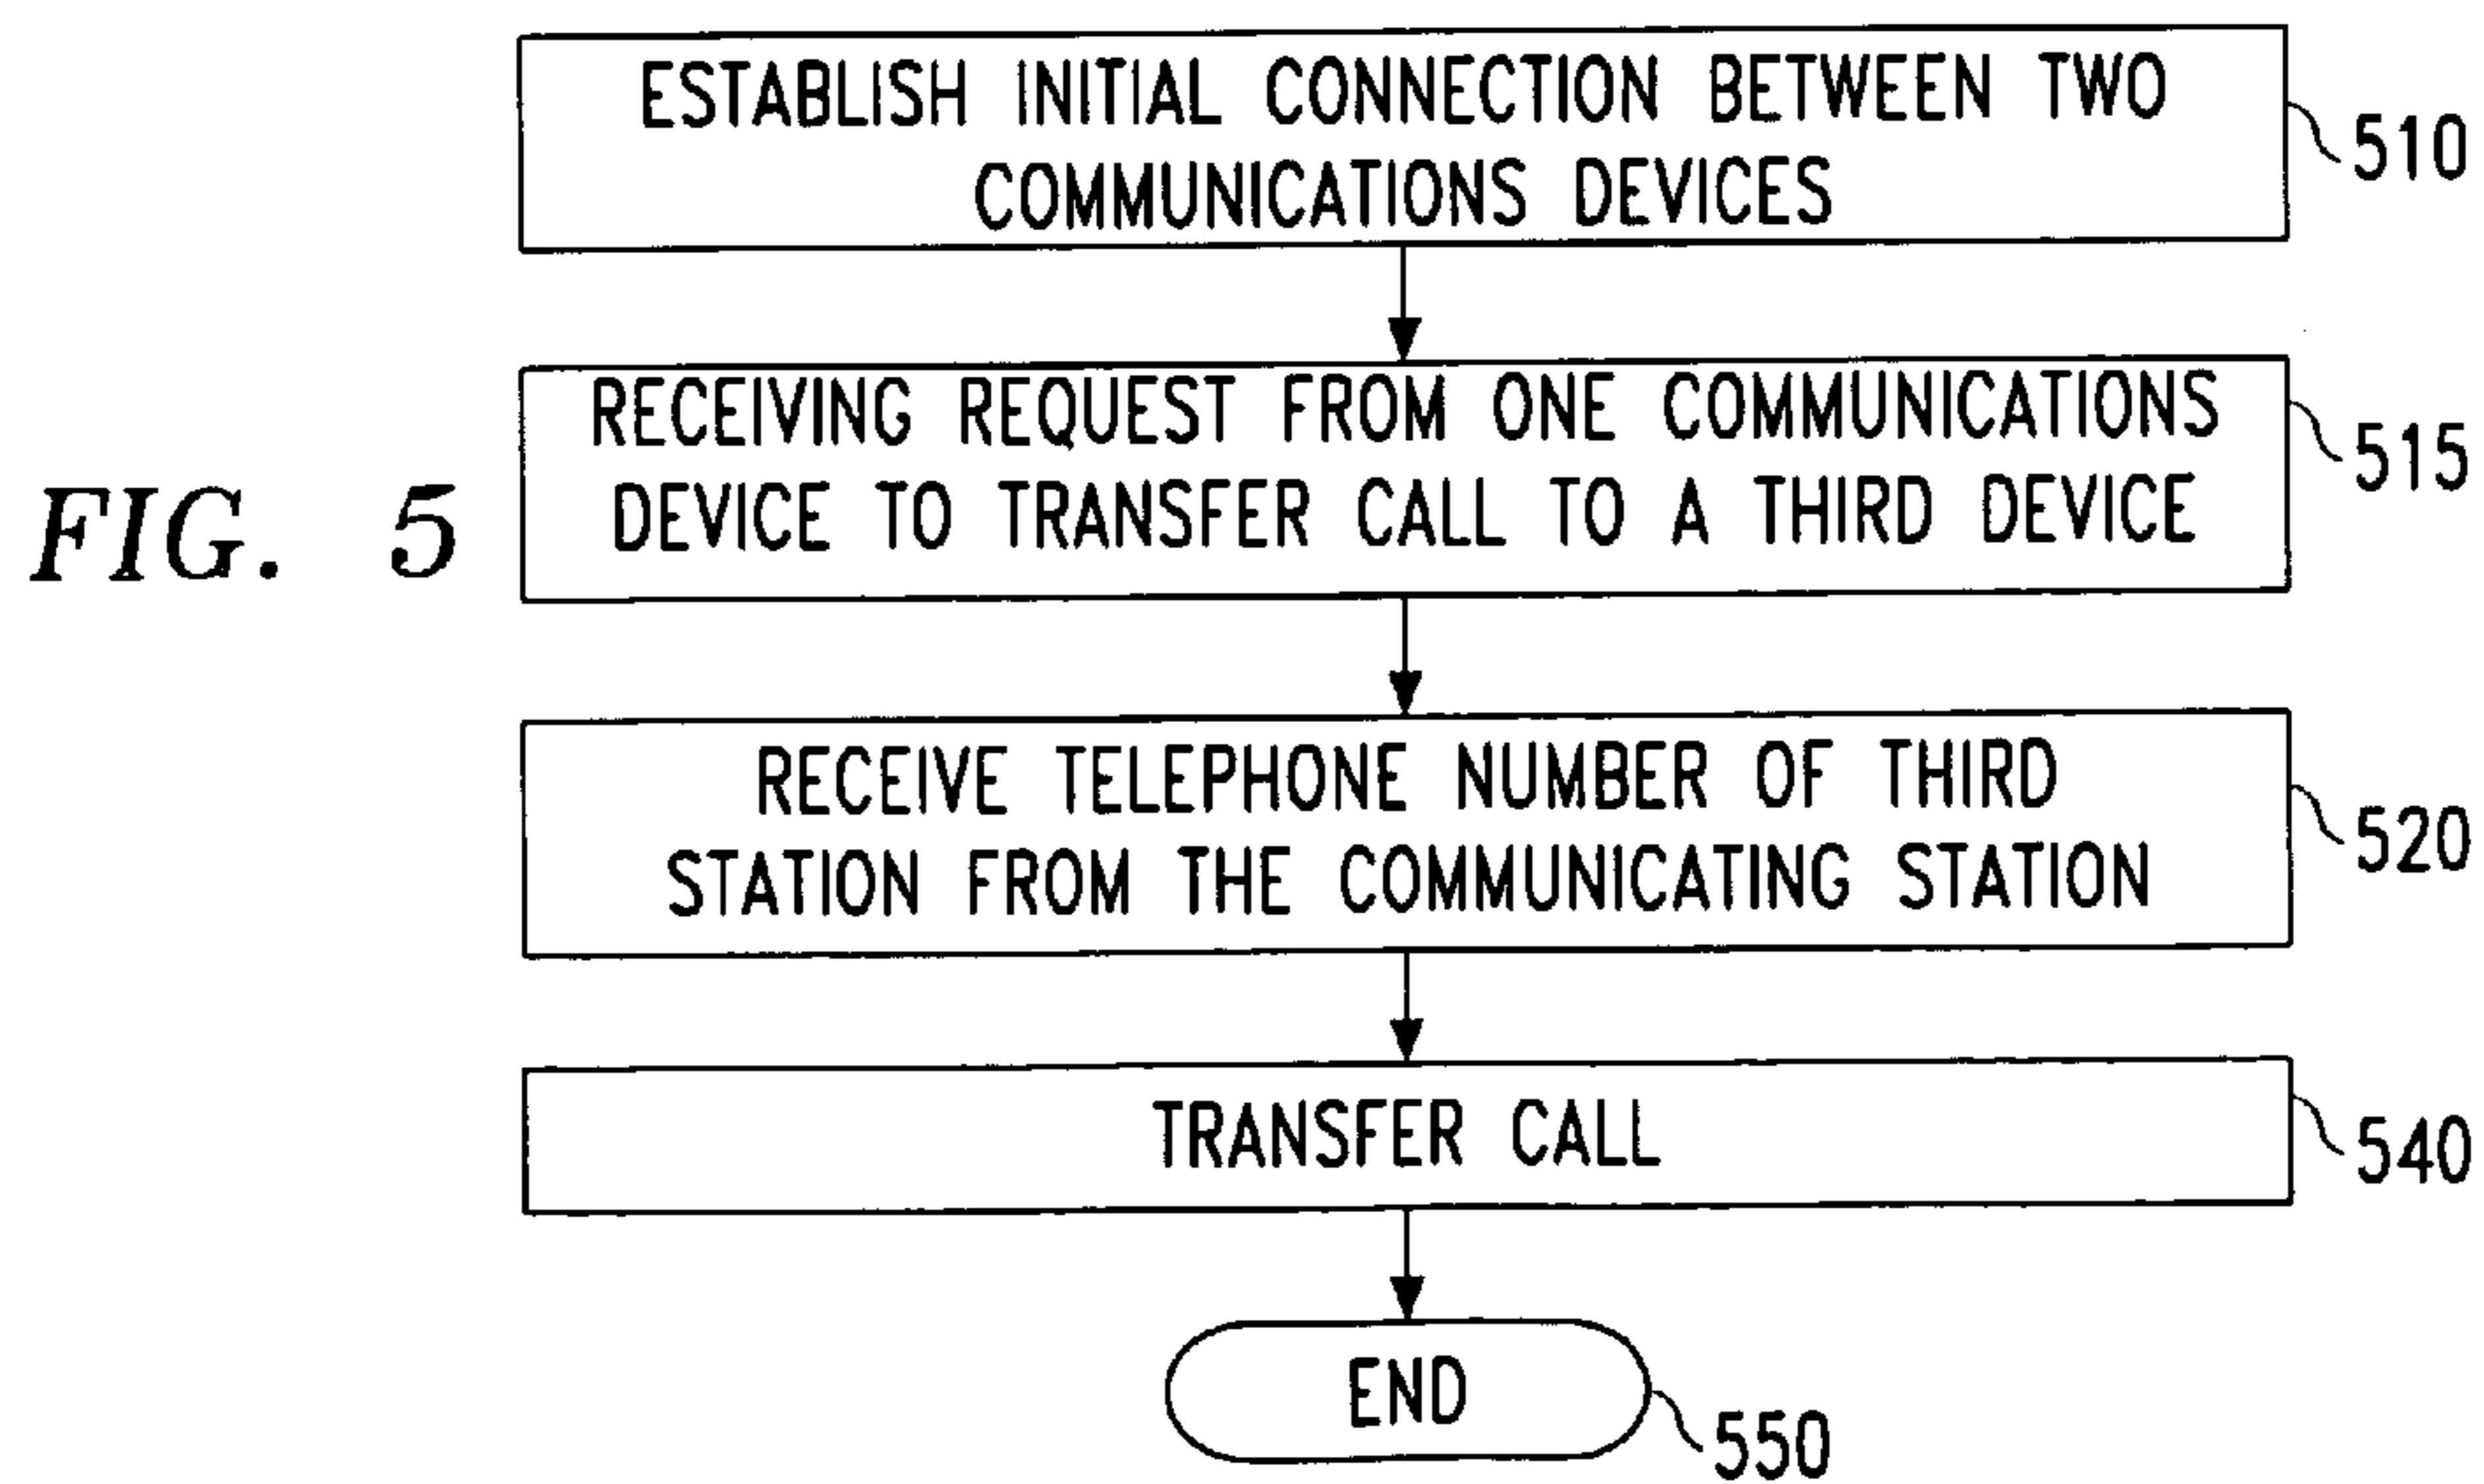 ESTABLISH INITIAL CONNECTION BETWEEN TWO
COMMUNICATIONS DEVICES
510
RECEIVING REQUEST FROM ONE COMMUNICATIONS
DEVICE TO TRANSFER CALL TO A THIRD DEVICE
515
FIG. 5
RECEIVE TELEPHONE NUMBER OF THIRD
STATION FROM THE COMMUNICATING STATION
520
TRANSFER CALL
540
END
550